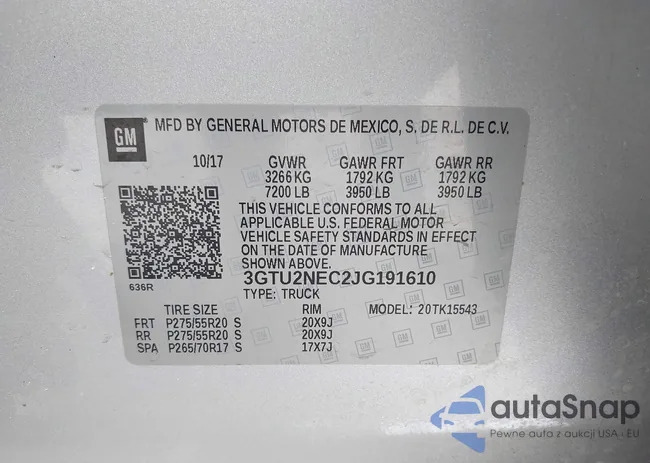 GM
MFD BY GENERAL MOTORS DE MEXICO, S. DE R.L. DE C.V.
10/17 GVWR GAWR FRT GAWR RR
3266 KG 1792 KG 1792 KG
7200 LB 3950 LB 3950 LB
THIS VEHICLE CONFORMS TO ALL
APPLICABLE U.S. FEDERAL MOTOR
VEHICLE SAFETY STANDARDS IN EFFECT
ON THE DATE OF MANUFACTURE
SHOWN ABOVE.
636R 3GTU2NEC2JG191610
TYPE: TRUCK
TIRE SIZE RIM MODEL: 20TK15543
FRT P275/55R20 S 20X9J
RR P275/55R20 S 20X9J
SPA P265/70R17 S 17X7J
autaSnap
Pewne auta z aukcji USA i EU